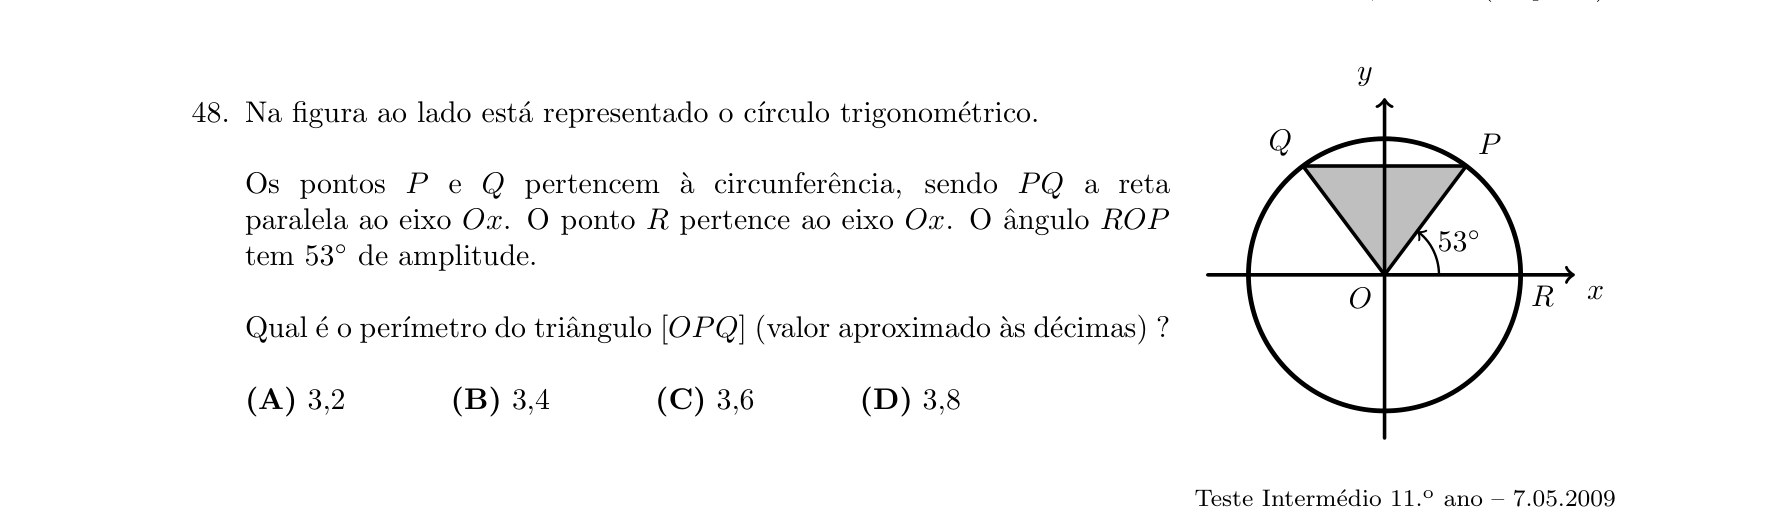 48. Na figura ao lado está representado o círculo trigonométrico.
Os pontos P e Q pertencem à circunferência, sendo PQ a reta
paralela ao eixo Ox. O ponto R pertence ao eixo Ox. O ângulo ROP
tem 53° de amplitude.
Qual é o perímetro do triângulo [OPQ] (valor aproximado às décimas) ?
(A) 3,2 (B) 3,4 (C) 3,6 (D) 3,8
y
Q
P
53°
O
R
x
Teste Intermédio 11.º ano – 7.05.2009